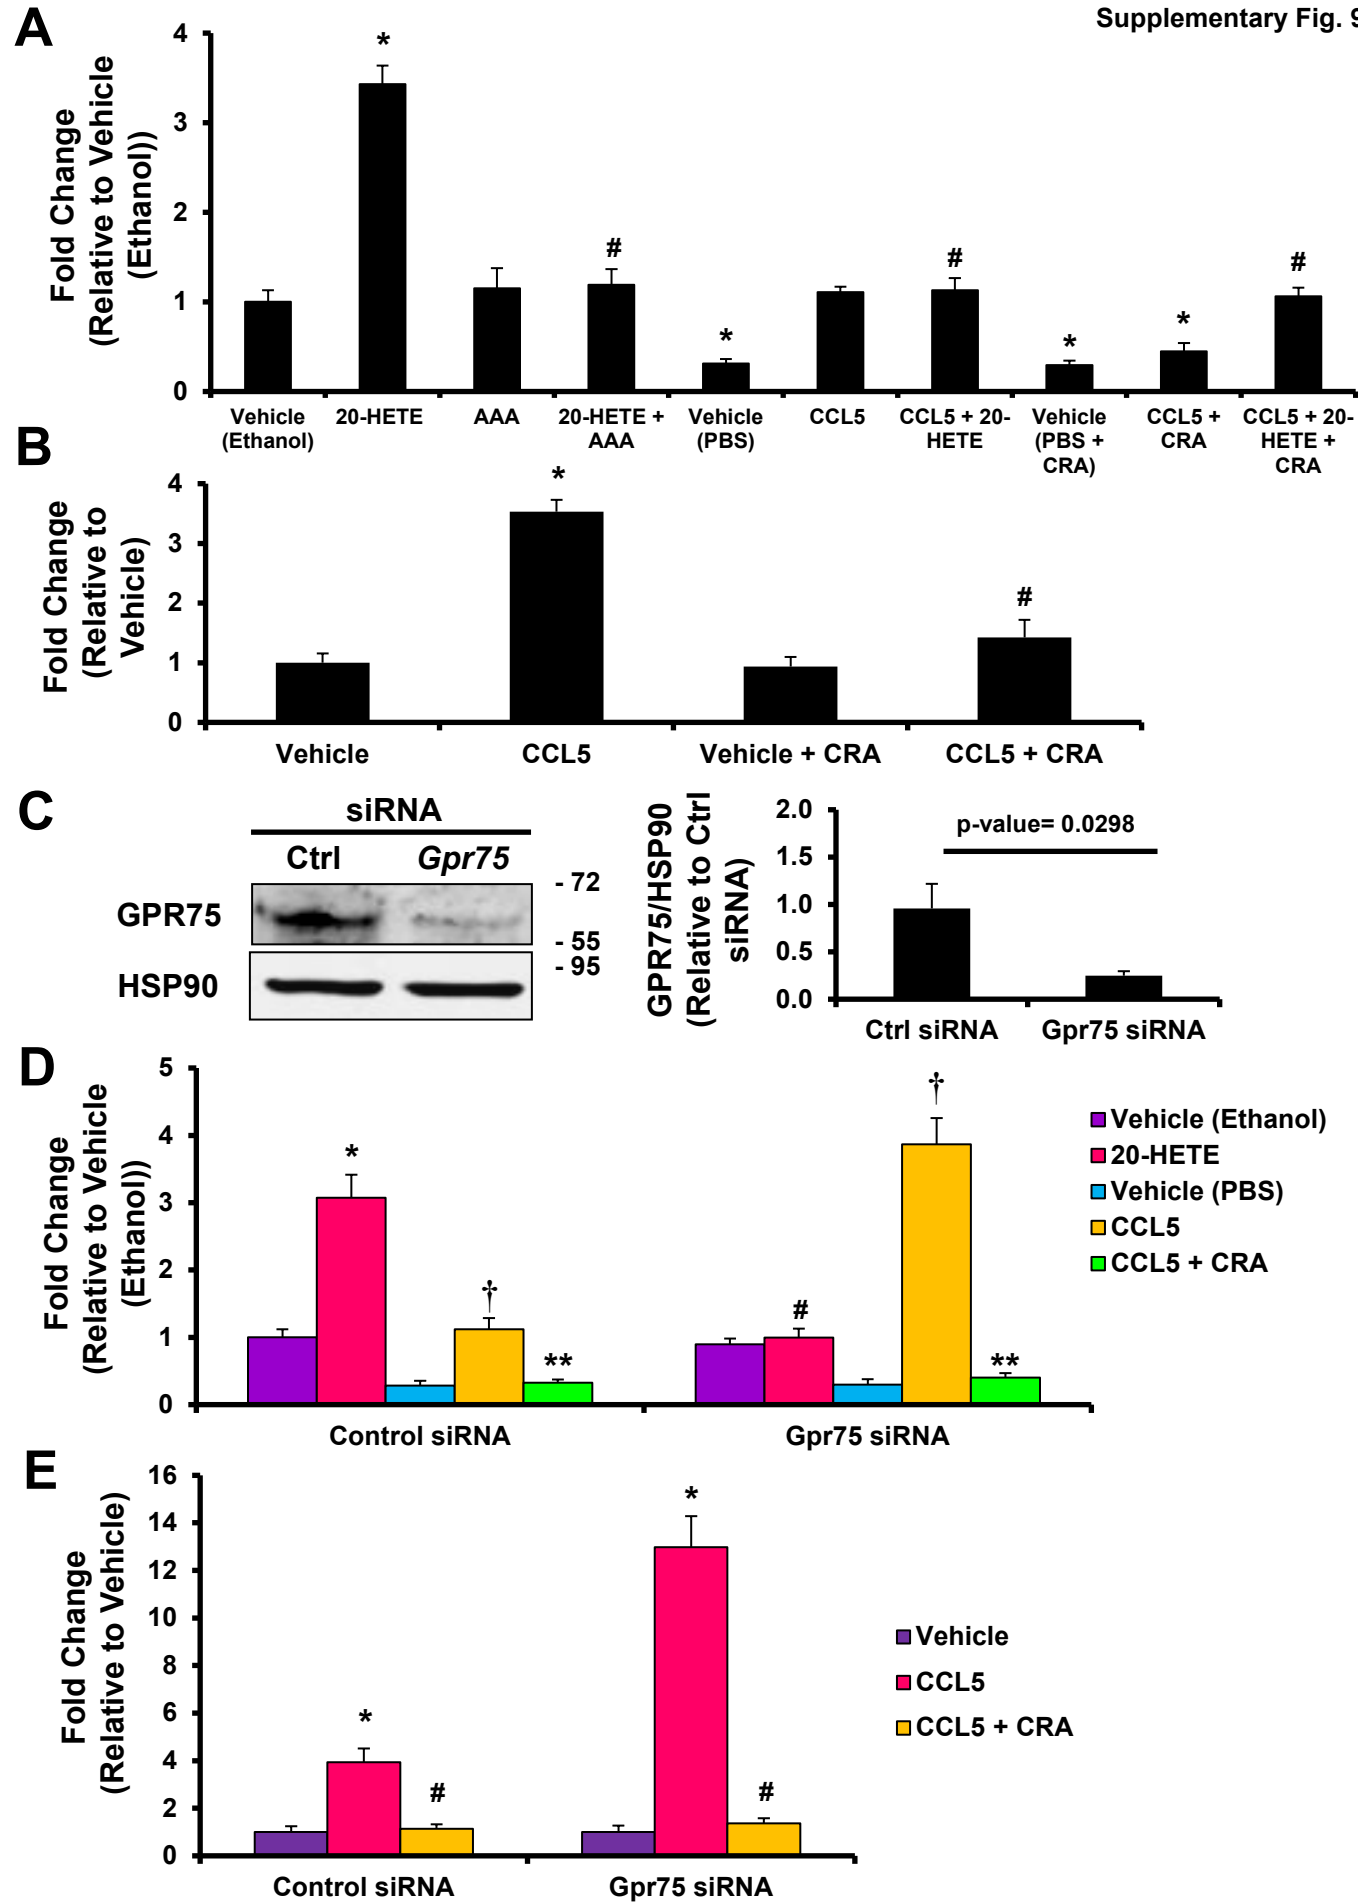 Supplementary Fig. 9
A
Fold Change
(Relative to Vehicle
(Ethanol))
4
3
2
1
0
*
#
*
#
*
*
#
Vehicle
(Ethanol)
20-HETE
AAA
20-HETE +
AAA
Vehicle
(PBS)
CCL5
CCL5 + 20-
HETE
Vehicle
(PBS +
CRA)
CCL5 +
CRA
CCL5 + 20-
HETE +
CRA
B
Fold Change
(Relative to
Vehicle)
4
3
2
1
0
*
#
Vehicle
CCL5
Vehicle + CRA
CCL5 + CRA
C
siRNA
Ctrl
Gpr75
GPR75
HSP90
- 72
- 55
- 95
GPR75/HSP90
(Relative to Ctrl
siRNA)
2.0
1.5
1.0
0.5
0.0
p-value= 0.0298
Ctrl siRNA
Gpr75 siRNA
D
Fold Change
(Relative to Vehicle
(Ethanol))
5
4
3
2
1
0
*
†
**
#
†
**
Control siRNA
Gpr75 siRNA
Vehicle (Ethanol)
20-HETE
Vehicle (PBS)
CCL5
CCL5 + CRA
E
Fold Change
(Relative to Vehicle)
16
14
12
10
8
6
4
2
0
*
#
*
#
Control siRNA
Gpr75 siRNA
Vehicle
CCL5
CCL5 + CRA